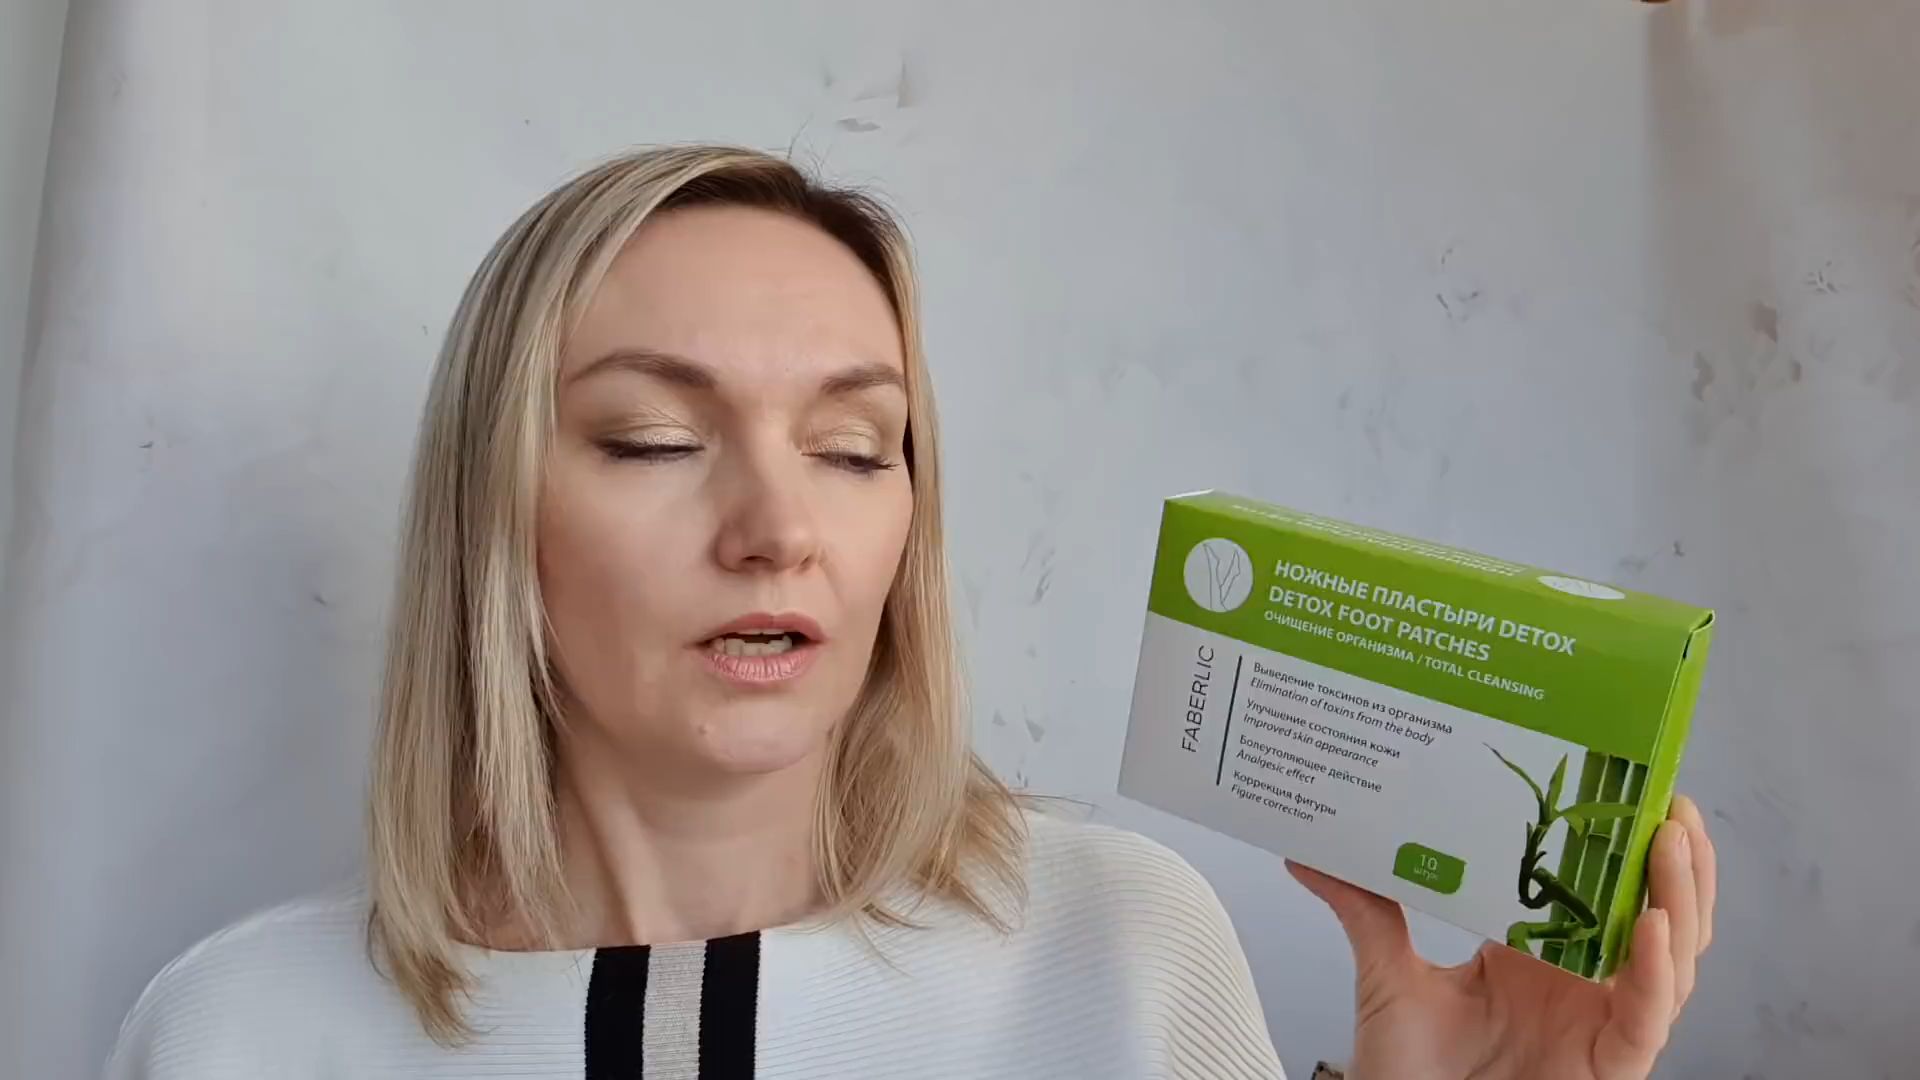 НОЖНЫЕ ПЛАСТЫРИ DETOX
DETOX FOOT PATCHES
ОЧИЩЕНИЕ ОРГАНИЗМА / TOTAL CLEANSING
FABERLIC
Выведение токсинов из организма
Elimination of toxins from the body
Улучшение состояния кожи
Improved skin appearance
Болеутоляющее действие
Analgesic effect
Коррекция фигуры
Figure correction
10
штук